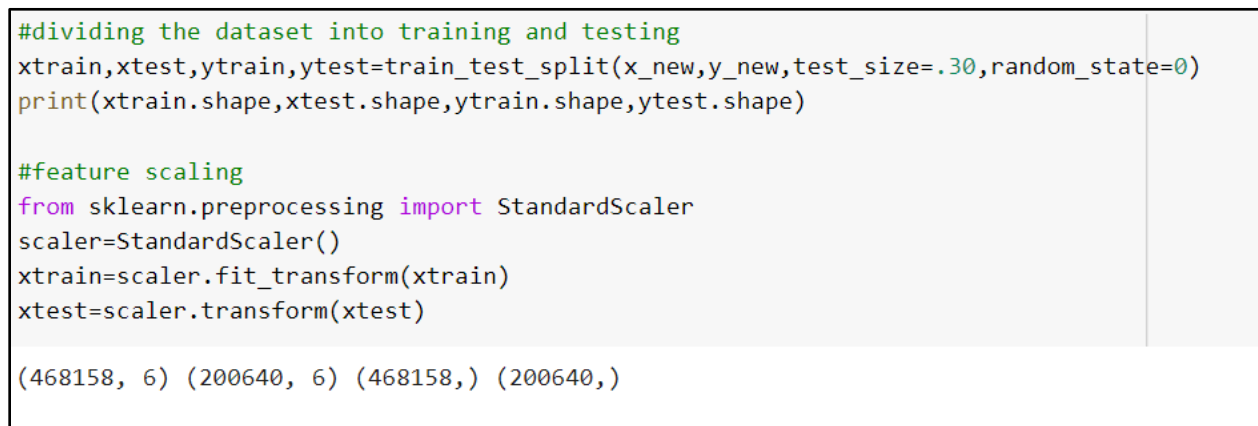 #dividing the dataset into training and testing
xtrain,xtest,ytrain,ytest=train_test_split(x_new,y_new,test_size=.30,random_state=0)
print(xtrain.shape,xtest.shape,ytrain.shape,ytest.shape)
#feature scaling
from sklearn.preprocessing import StandardScaler
scaler=StandardScaler()
xtrain=scaler.fit_transform(xtrain)
xtest=scaler.transform(xtest)
(468158, 6) (200640, 6) (468158,) (200640,)